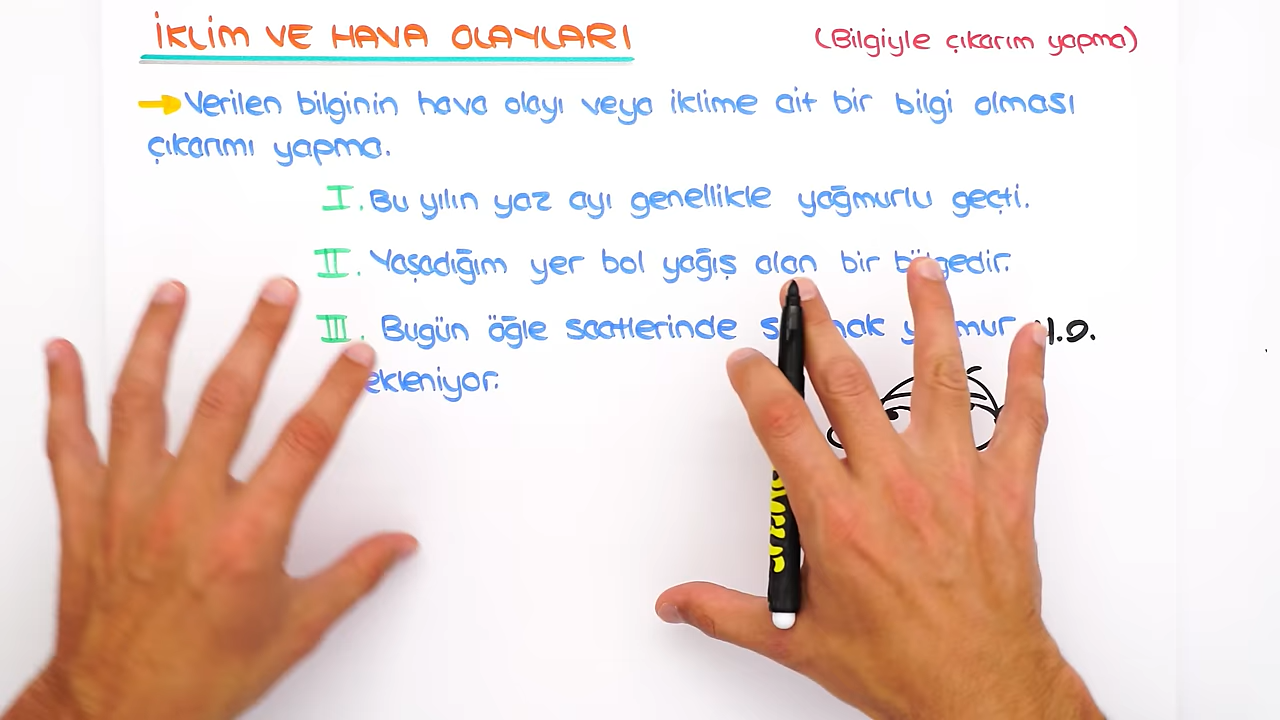 İKLİM VE HAVA OLAYLARI
(Bilgiyle çıkarım yapma)
Verilen bilginin hava olayı veya iklime ait bir bilgi olması
çıkarımı yapma.
I. Bu yılın yaz ayı genellikle yağmurlu geçti.
II. Yaşadığım yer bol yağış alan bir bölgedir.
III. Bugün öğle saatlerinde
ekleniyor.